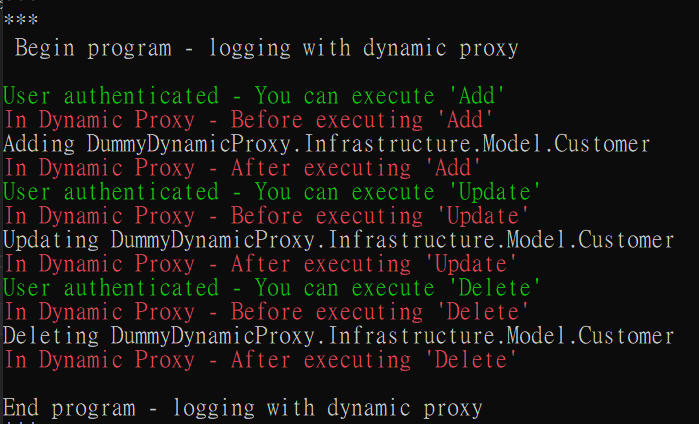 ***
Begin program - logging with dynamic proxy
User authenticated - You can execute 'Add'
In Dynamic Proxy - Before executing 'Add'
Adding DummyDynamicProxy.Infrastructure.Model.Customer
In Dynamic Proxy - After executing 'Add'
User authenticated - You can execute 'Update'
In Dynamic Proxy - Before executing 'Update'
Updating DummyDynamicProxy.Infrastructure.Model.Customer
In Dynamic Proxy - After executing 'Update'
User authenticated - You can execute 'Delete'
In Dynamic Proxy - Before executing 'Delete'
Deleting DummyDynamicProxy.Infrastructure.Model.Customer
In Dynamic Proxy - After executing 'Delete'
End program - logging with dynamic proxy